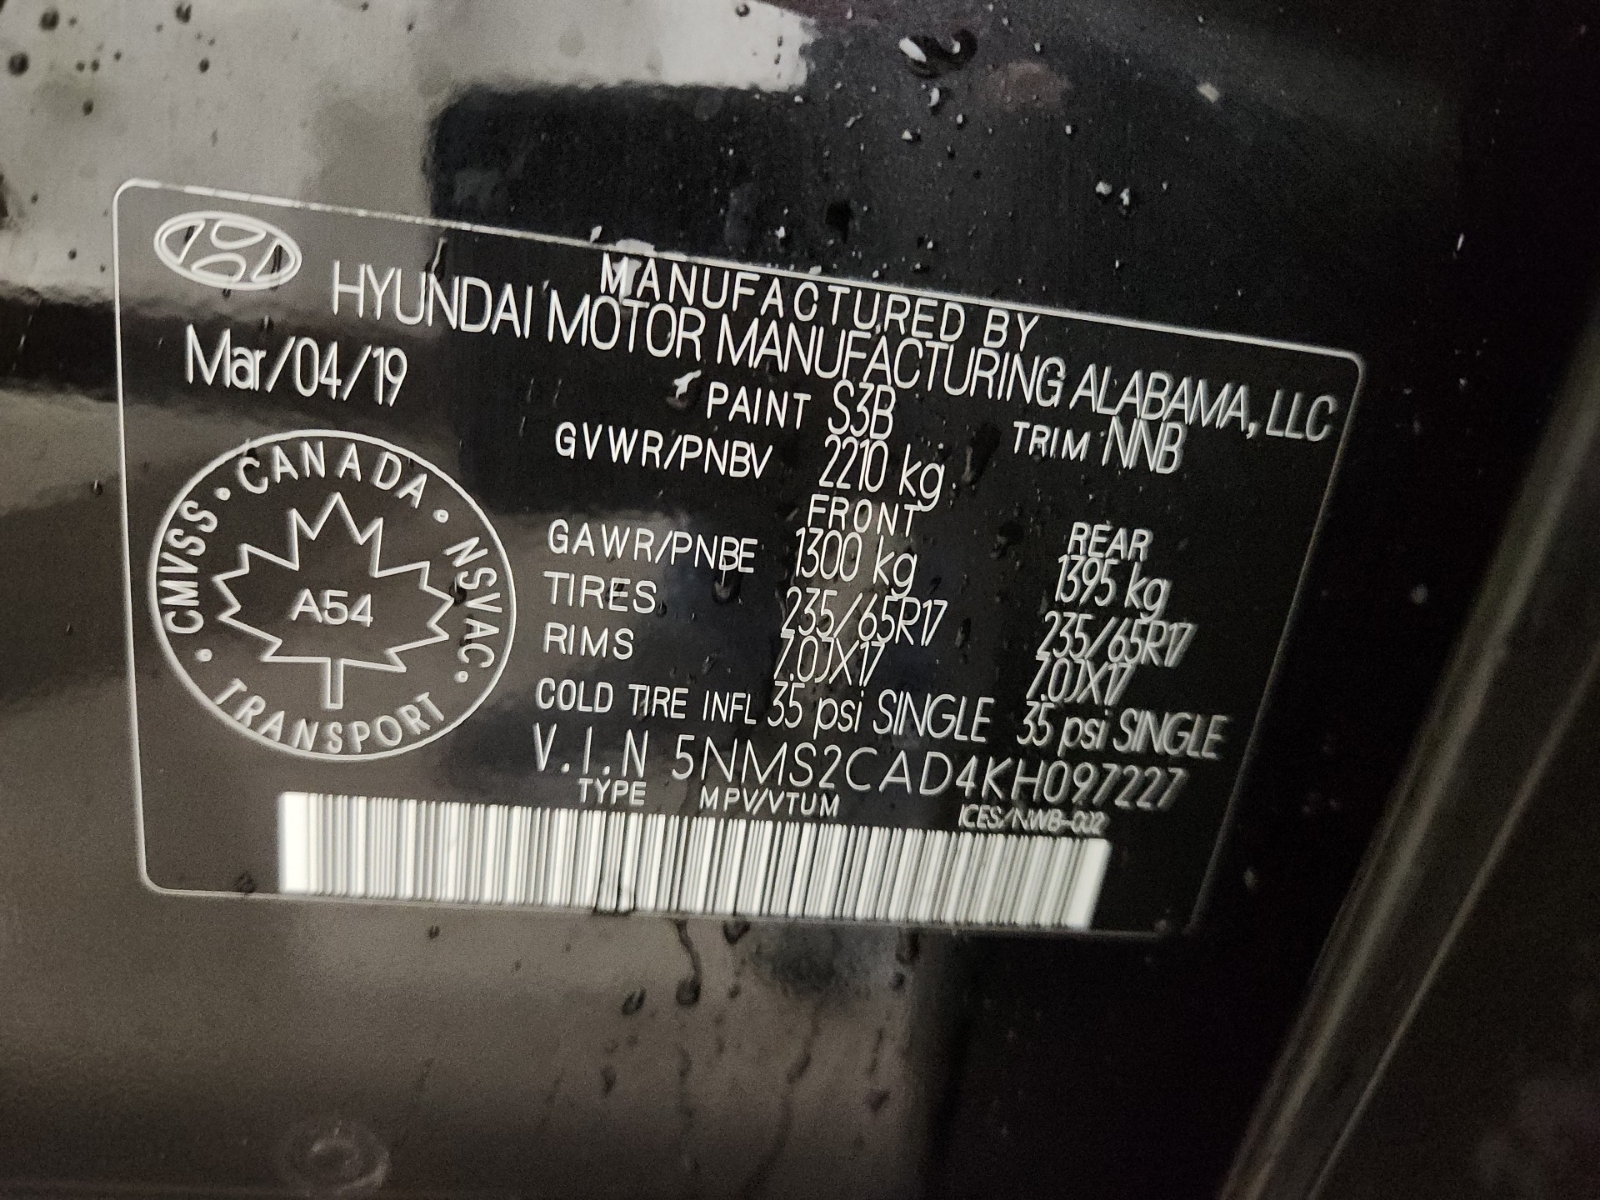 MANUFACTURED BY
HYUNDAI MOTOR MANUFACTURING ALABAMA, LLC
Mar/04/19
PAINT S3B TRIM NNB
GVWR/PNBV 2210 kg
FRONT REAR
GAWR/PNBE 1300 kg 1395 kg
TIRES 235/65R17 235/65R17
RIMS 7.0JX17 7.0JX17
COLD TIRE INFL 35 psi SINGLE 35 psi SINGLE
V.I.N 5NMS2CAD4KH097227
TYPE MPV/VTUM ICES/NWB-002
CANADA • NSVAC • TRANSPORT • CMVSS •
A54